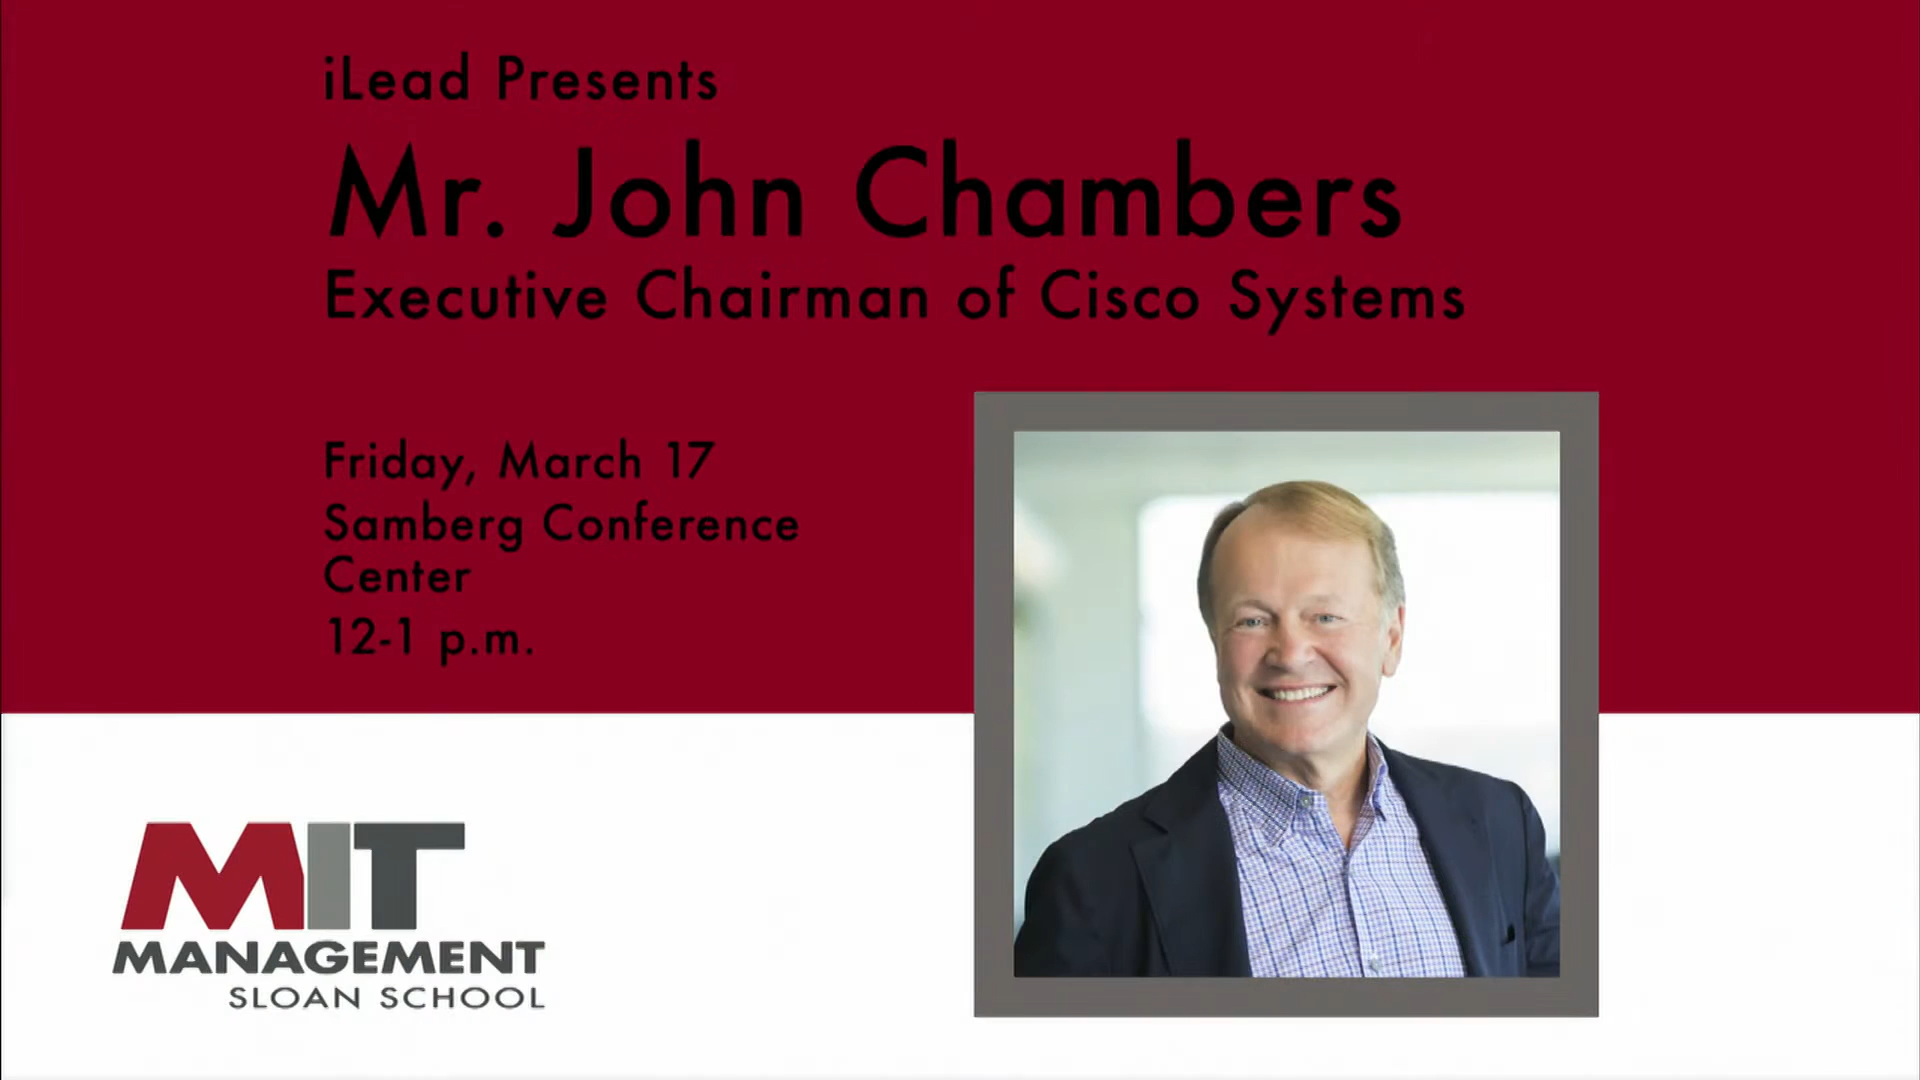 iLead Presents
Mr. John Chambers
Executive Chairman of Cisco Systems
Friday, March 17
Samberg Conference
Center
12-1 p.m.
MIT
MANAGEMENT
SLOAN SCHOOL